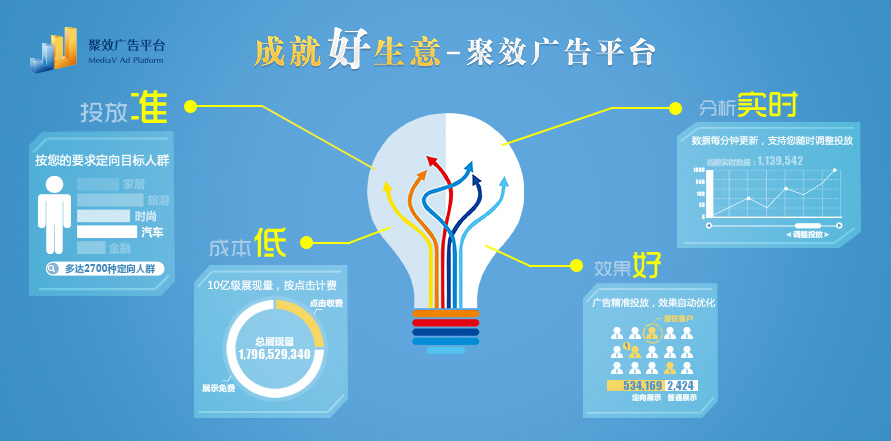 聚效广告平台
MediaV Ad Platform
成就好生意-聚效广告平台
投放准
按您的要求定向目标人群
家居
旅游
时尚
汽车
金融
多达2700种定向人群
成本低
10亿级展现量，按点击计费
点击收费
总展现量
1,796,529,340
展示免费
分析实时
数据每分钟更新，支持您随时调整投放
当前实时数据：1,139,542
1000
500
100
50
0
调整投放
效果好
广告精准投放，效果自动优化
潜在客户
1
534,169 2,424
定向展示 普通展示